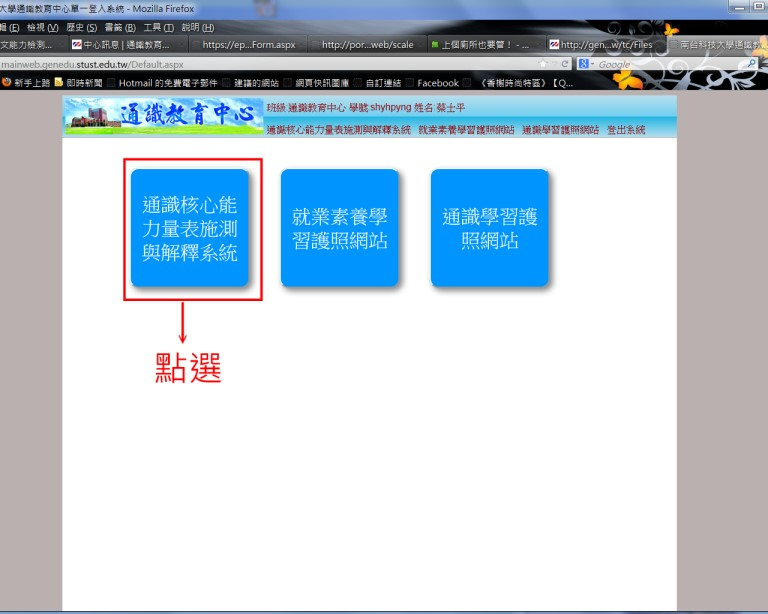 大學通識教育中心單一登入系統 - Mozilla Firefox
輯(E) 檢視(V) 歷史(S) 書籤(B) 工具(T) 說明(H)
文能力檢測... 中心訊息 | 通識教育... https://ep...Form.aspx http://por...web/scale 上個廁所也要管！ - ... http://gen...w/tc/Files 南台科技大學通識教
mainweb.genedu.stust.edu.tw/Default.aspx Google
新手上路 即時新聞 Hotmail 的免費電子郵件 建議的網站 網頁快訊圖庫 自訂連結 Facebook 《香榭時尚特區》【Q...
通識教育中心
班級 通識教育中心 學號 shyhpyng 姓名 蔡士平
通識核心能力量表施測與解釋系統 就業素養學習護照網站 通識學習護照網站 登出系統
通識核心能
力量表施測
與解釋系統
就業素養學
習護照網站
通識學習護
照網站
點選